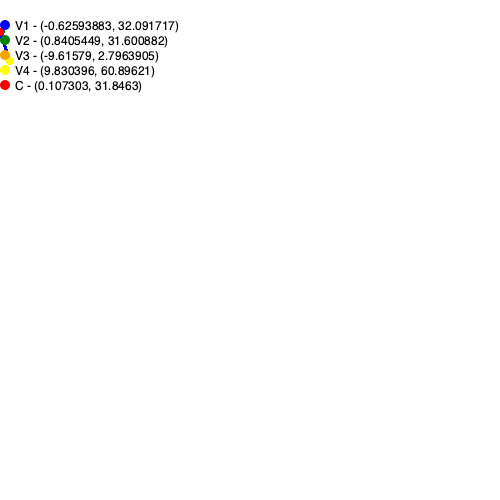 V1 - (-0.62593883, 32.091717)
V2 - (0.8405449, 31.600882)
V3 - (-9.61579, 2.7963905)
V4 - (9.830396, 60.89621)
C - (0.107303, 31.8463)